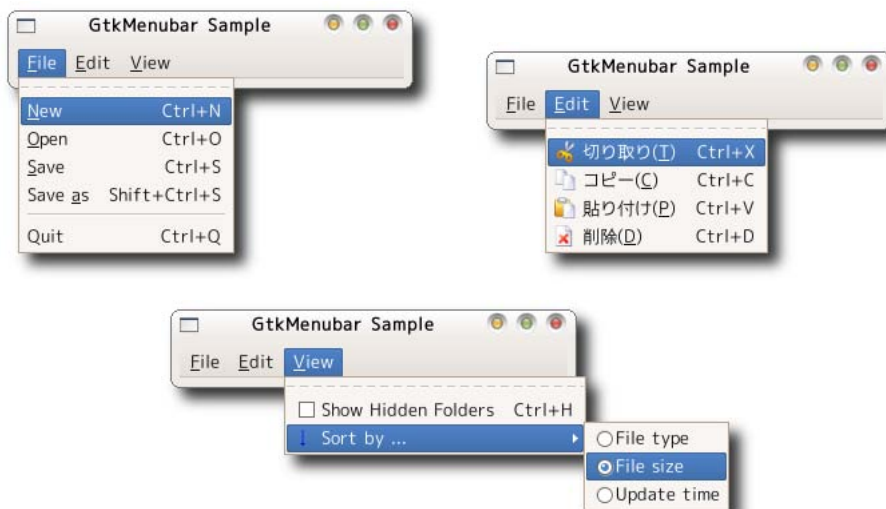 GtkMenubar Sample
File Edit View
New Ctrl+N
Open Ctrl+O
Save Ctrl+S
Save as Shift+Ctrl+S
Quit Ctrl+Q
GtkMenubar Sample
File Edit View
切り取り(T) Ctrl+X
コピー(C) Ctrl+C
貼り付け(P) Ctrl+V
削除(D) Ctrl+D
GtkMenubar Sample
File Edit View
Show Hidden Folders Ctrl+H
Sort by ...
File type
File size
Update time